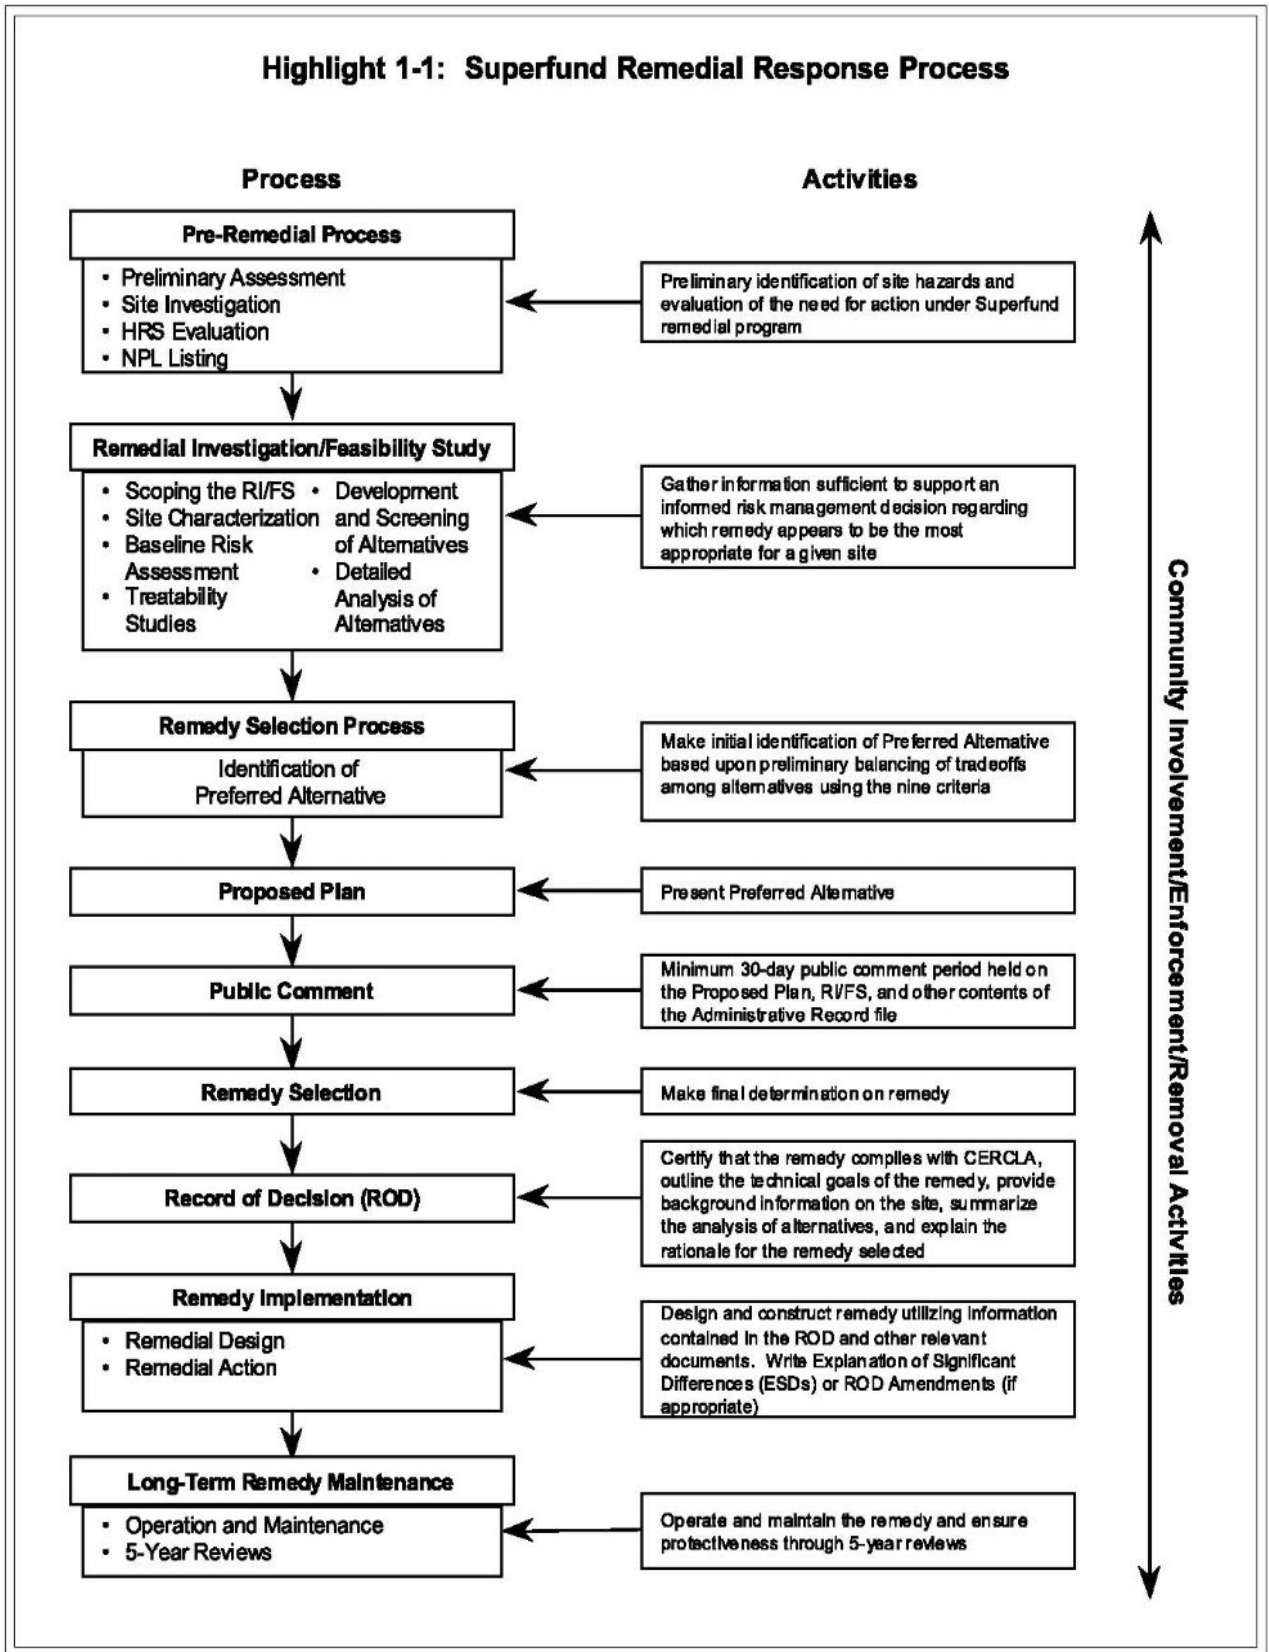 Highlight 1-1: Superfund Remedial Response Process
Process
Activities
Pre-Remedial Process
• Preliminary Assessment
• Site Investigation
• HRS Evaluation
• NPL Listing
Preliminary identification of site hazards and
evaluation of the need for action under Superfund
remedial program
Remedial Investigation/Feasibility Study
• Scoping the RI/FS
• Site Characterization
• Baseline Risk
Assessment
• Treatability
Studies
• Development
and Screening
of Alternatives
• Detailed
Analysis of
Alternatives
Gather information sufficient to support an
informed risk management decision regarding
which remedy appears to be the most
appropriate for a given site
Remedy Selection Process
Identification of
Preferred Alternative
Make initial identification of Preferred Alternative
based upon preliminary balancing of tradeoffs
among alternatives using the nine criteria
Proposed Plan
Present Preferred Alternative
Public Comment
Minimum 30-day public comment period held on
the Proposed Plan, RI/FS, and other contents of
the Administrative Record file
Remedy Selection
Make final determination on remedy
Record of Decision (ROD)
Certify that the remedy complies with CERCLA,
outline the technical goals of the remedy, provide
background information on the site, summarize
the analysis of alternatives, and explain the
rationale for the remedy selected
Remedy Implementation
• Remedial Design
• Remedial Action
Design and construct remedy utilizing information
contained in the ROD and other relevant
documents. Write Explanation of Significant
Differences (ESDs) or ROD Amendments (if
appropriate)
Long-Term Remedy Maintenance
• Operation and Maintenance
• 5-Year Reviews
Operate and maintain the remedy and ensure
protectiveness through 5-year reviews
Community Involvement/Enforcement/Removal Activities